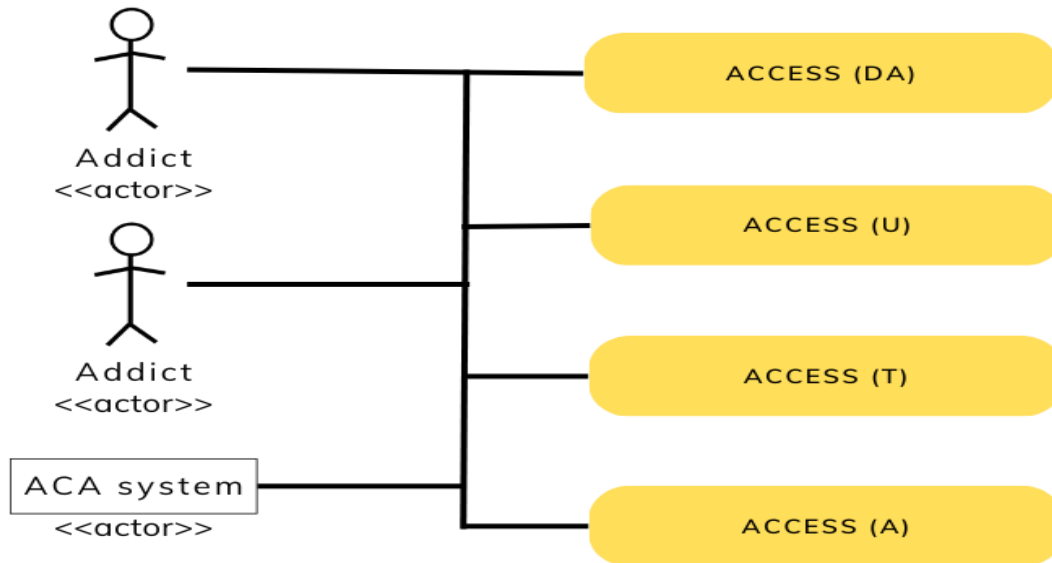 ACCESS (DA)
Addict
<<actor>>
ACCESS (U)
Addict
<<actor>>
ACCESS (T)
ACA system
<<actor>>
ACCESS (A)